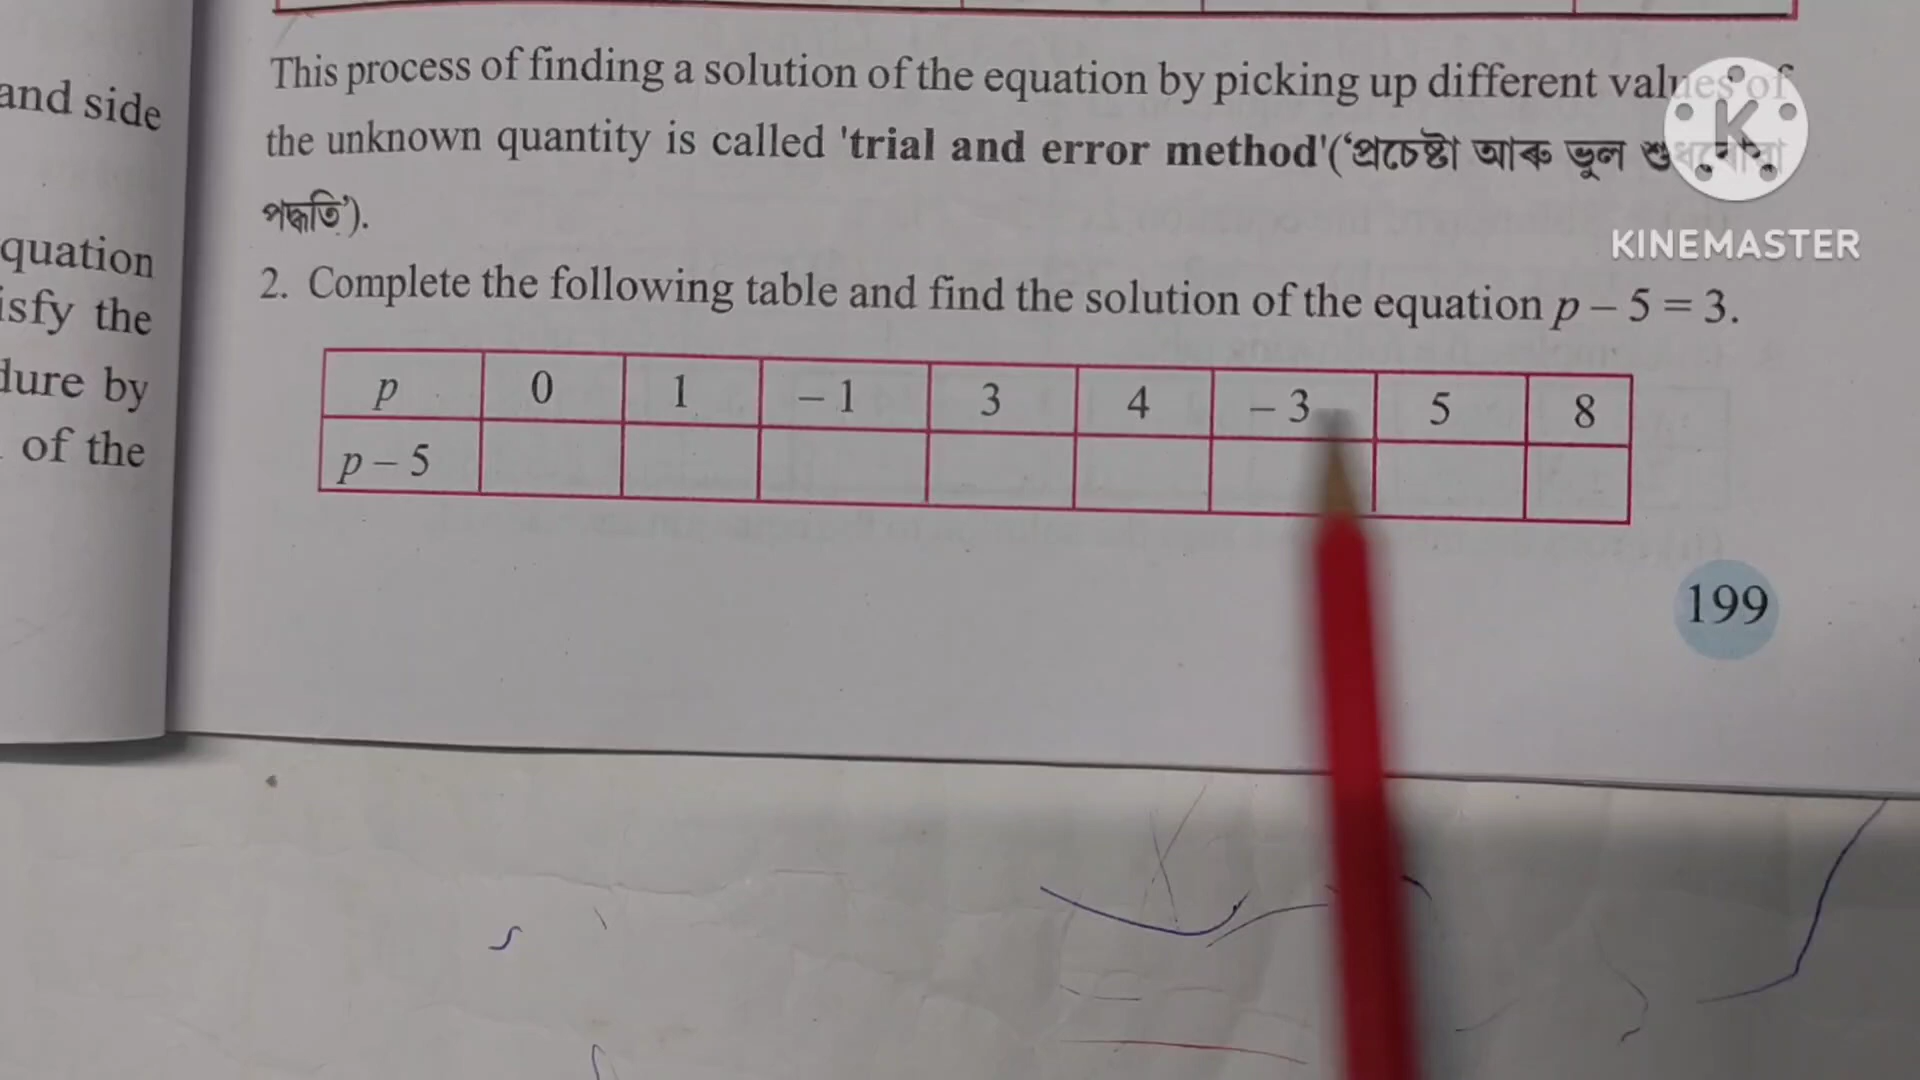 and side
quation
isfy the
dure by
of the
This process of finding a solution of the equation by picking up different values of
the unknown quantity is called 'trial and error method'('প্ৰচেষ্টা আৰু ভুল
পদ্ধতি').
2. Complete the following table and find the solution of the equation p – 5 = 3.
p 0 1 – 1 3 4 – 3 5 8
p – 5
199
K
KINEMASTER